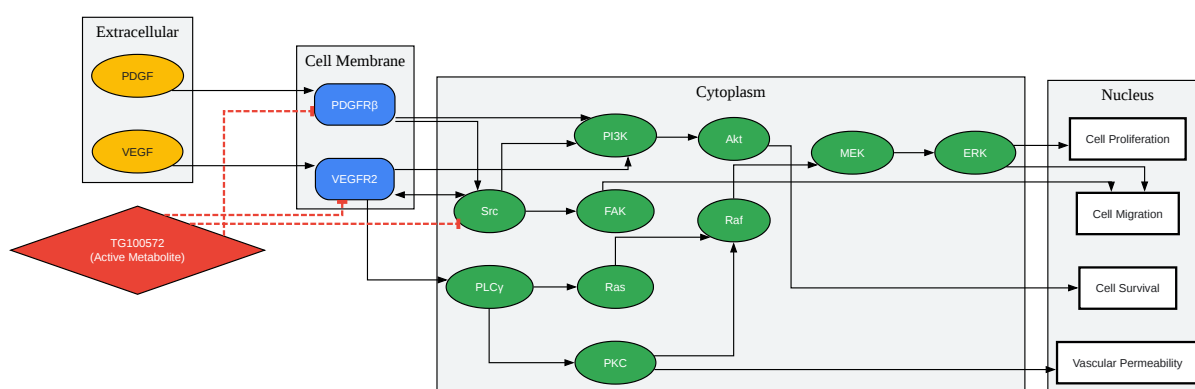 Extracellular
PDGF
VEGF
Cell Membrane
PDGFRβ
VEGFR2
TG100572
(Active Metabolite)
Cytoplasm
PI3K
Akt
MEK
ERK
Src
FAK
Raf
PLCγ
Ras
PKC
Nucleus
Cell Proliferation
Cell Migration
Cell Survival
Vascular Permeability